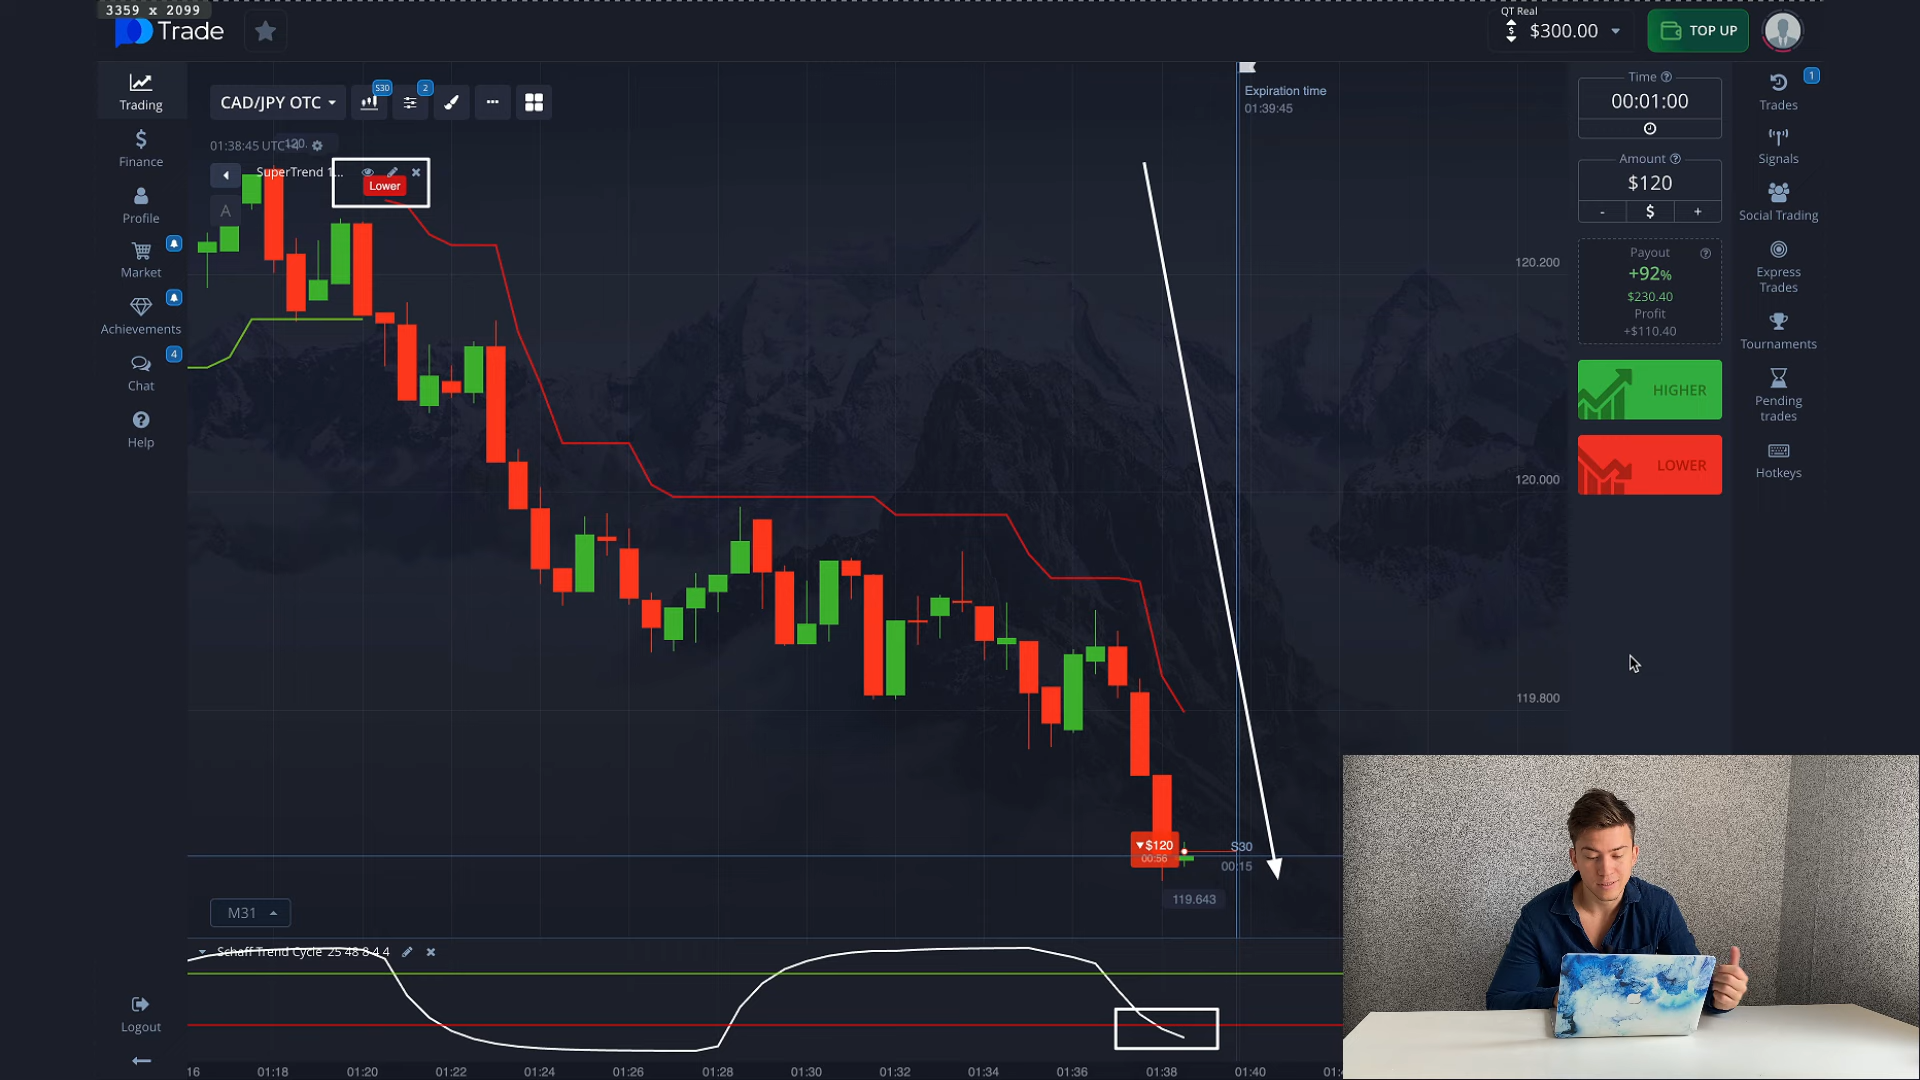 3359 x 2099
Trade
QT Real
$300.00
TOP UP
Trading
Finance
Profile
Market
Achievements
4
Chat
Help
Logout
CAD/JPY OTC
S30
2
01:38:45 UTC
120.
SuperTrend 1...
Lower
A
Expiration time
01:39:45
120.200
120.000
119.800
▼$120
00:56
S30
00:15
119.643
M31
Schaff Trend Cycle 25 48 8 4 4
16
01:18
01:20
01:22
01:24
01:26
01:28
01:30
01:32
01:34
01:36
01:38
01:40
Time
00:01:00
Amount
$120
- $ +
Payout
+92%
$230.40
Profit
+$110.40
HIGHER
LOWER
1
Trades
Signals
Social Trading
Express
Trades
Tournaments
Pending
trades
Hotkeys